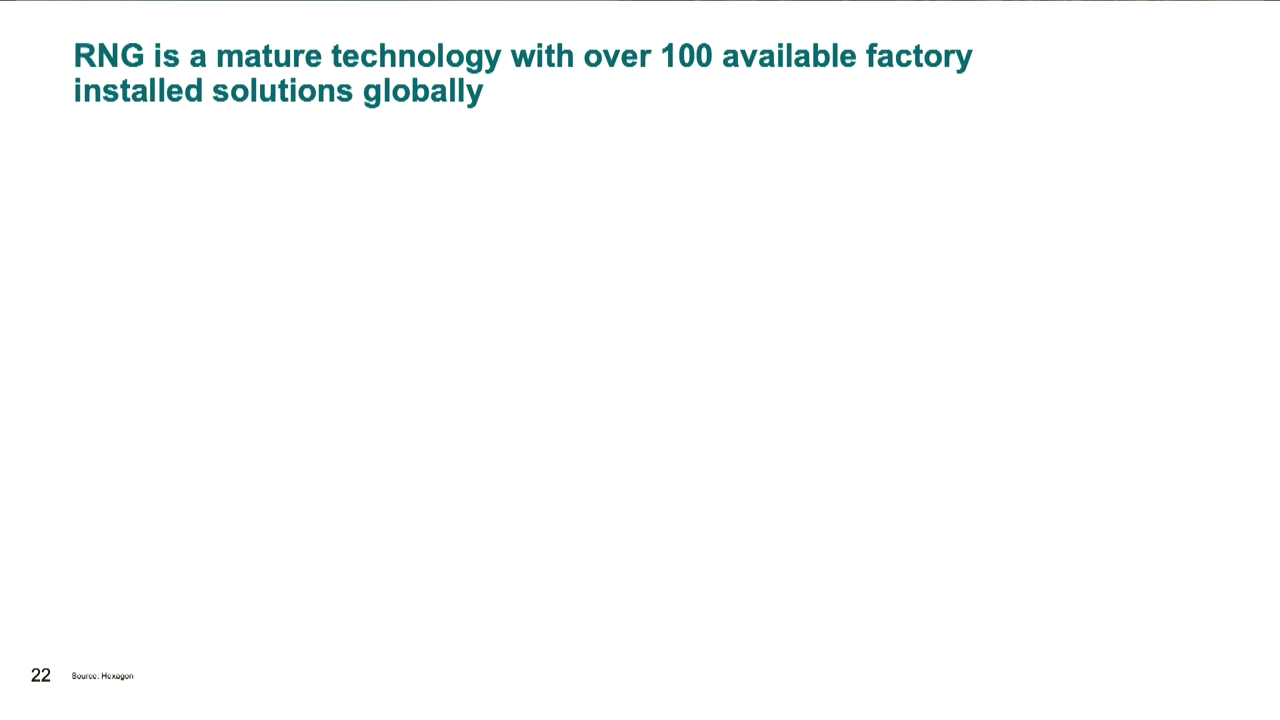 RNG is a mature technology with over 100 available factory
installed solutions globally
22
Source: Hexagon